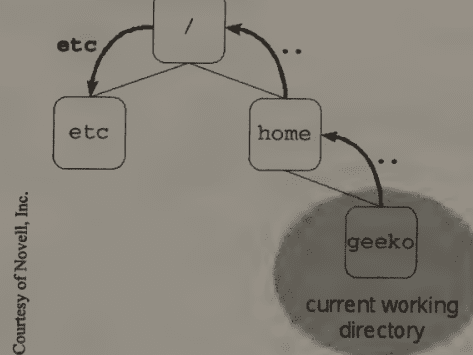 /
etc
..
etc
home
..
geeko
current working
directory
Courtesy of Novell, Inc.